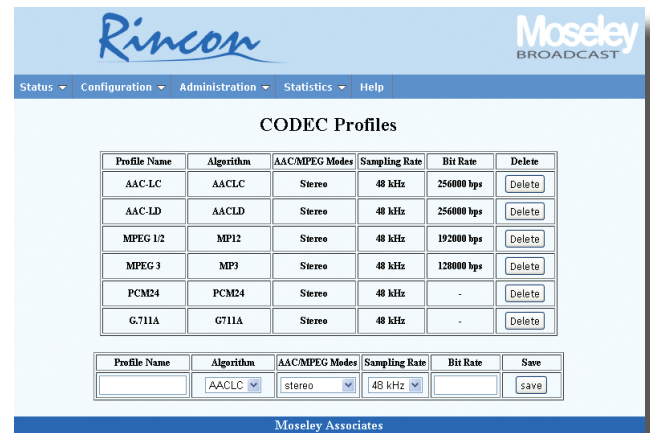 Rincon
Moseley
BROADCAST
Status Configuration Administration Statistics Help
CODEC Profiles
Profile Name Algorithm AAC/MPEG Modes Sampling Rate Bit Rate Delete
AAC-LC AACLC Stereo 48 kHz 256000 bps Delete
AAC-LD AACLD Stereo 48 kHz 256000 bps Delete
MPEG 1/2 MP12 Stereo 48 kHz 192000 bps Delete
MPEG 3 MP3 Stereo 48 kHz 128000 bps Delete
PCM24 PCM24 Stereo 48 kHz - Delete
G.711A G711A Stereo 48 kHz - Delete
Profile Name Algorithm AAC/MPEG Modes Sampling Rate Bit Rate Save
AACLC stereo 48 kHz save
Moseley Associates